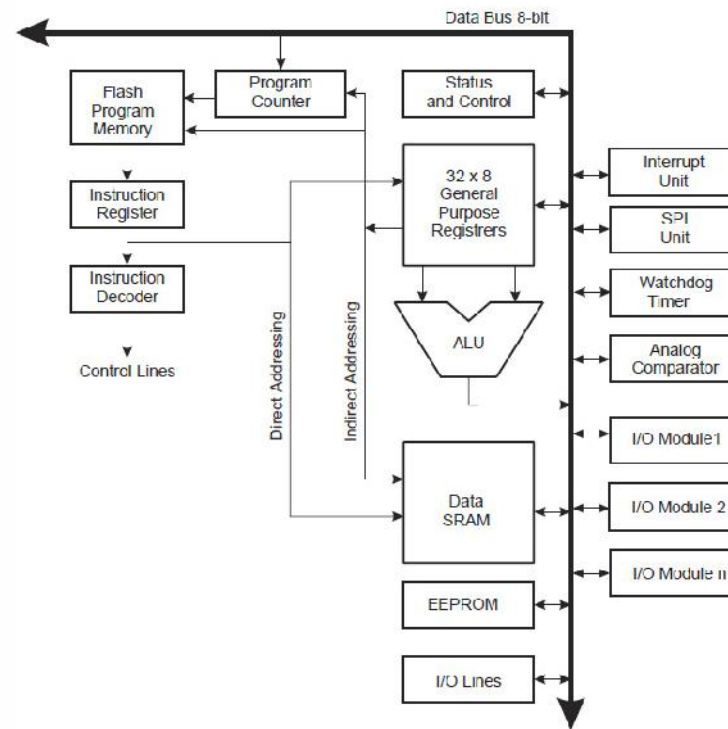 Data Bus 8-bit
Flash
Program
Memory
Program
Counter
Status
and Control
Instruction
Register
32 x 8
General
Purpose
Registrers
Interrupt
Unit
SPI
Unit
Instruction
Decoder
Watchdog
Timer
ALU
Analog
Comparator
Control Lines
Direct Addressing
Indirect Addressing
I/O Module1
Data
SRAM
I/O Module 2
I/O Module n
EEPROM
I/O Lines